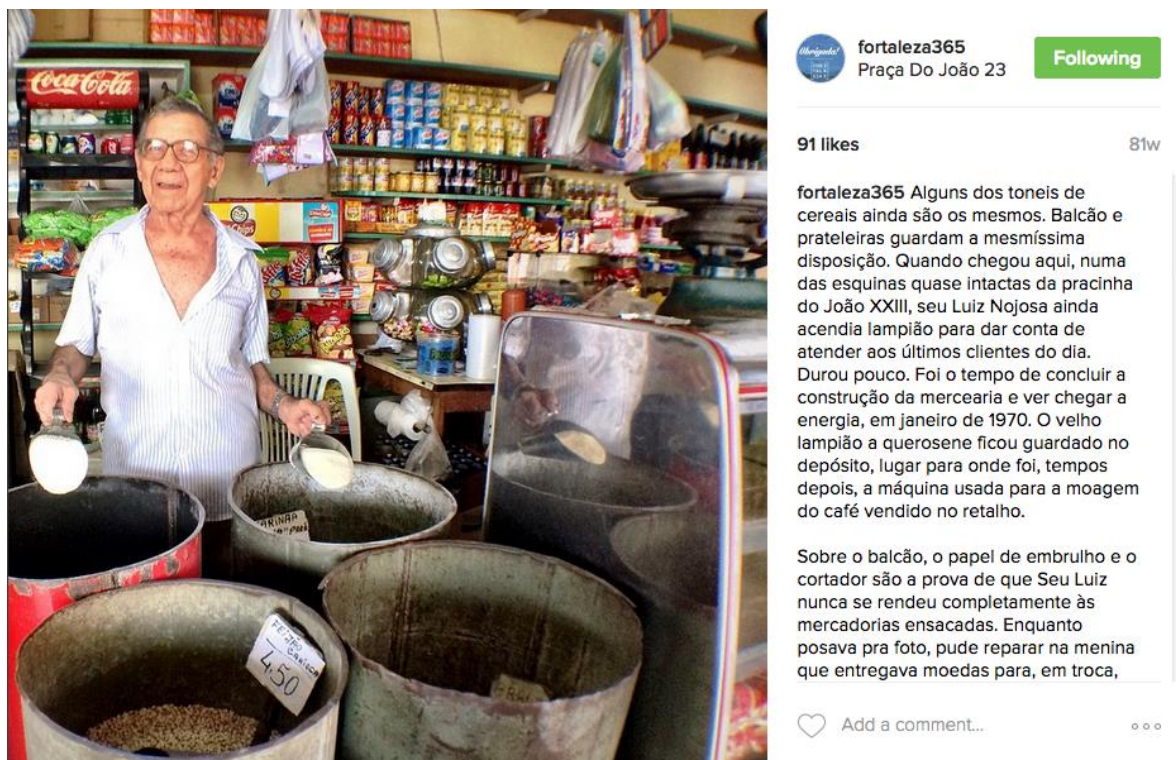 Coca-Cola
Chips
FARINHA
FEIJÃO
CARIOCA
4,50
Obrigada!
fortaleza365
Praça Do João 23
Following
91 likes
81w
fortaleza365 Alguns dos toneis de
cereais ainda são os mesmos. Balcão e
prateleiras guardam a mesmíssima
disposição. Quando chegou aqui, numa
das esquinas quase intactas da pracinha
do João XXIII, seu Luiz Nojosa ainda
acendia lampião para dar conta de
atender aos últimos clientes do dia.
Durou pouco. Foi o tempo de concluir a
construção da mercearia e ver chegar a
energia, em janeiro de 1970. O velho
lampião a querosene ficou guardado no
depósito, lugar para onde foi, tempos
depois, a máquina usada para a moagem
do café vendido no retalho.
Sobre o balcão, o papel de embrulho e o
cortador são a prova de que Seu Luiz
nunca se rendeu completamente às
mercadorias ensacadas. Enquanto
posava pra foto, pude reparar na menina
que entregava moedas para, em troca,
Add a comment...